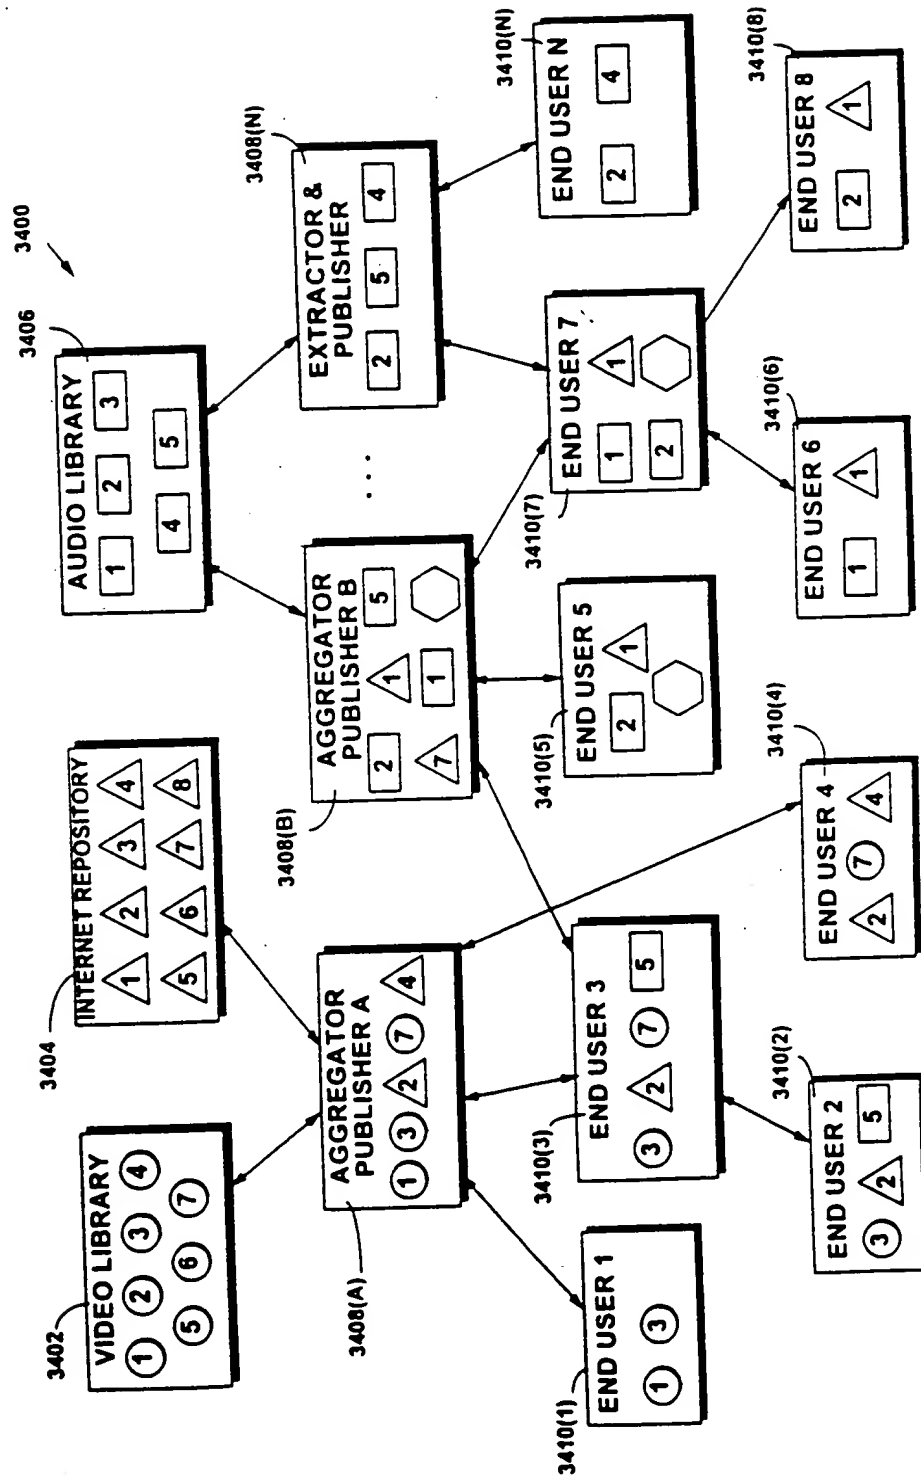 3400
3402
VIDEO LIBRARY
1 2 3 4
5 6 7
3404
INTERNET REPOSITORY
1 2 3 4
5 6 7 8
3406
AUDIO LIBRARY
1 2 3
4 5
3408(A)
AGGREGATOR
PUBLISHER A
1 3 2 7 4
3408(B)
AGGREGATOR
PUBLISHER B
2 1 5
7 1
...
3408(N)
EXTRACTOR &
PUBLISHER
2 5 4
3410(1)
END USER 1
1 3
3410(3)
END USER 3
3 2 7 5
3410(5)
END USER 5
2 1
3410(7)
END USER 7
1 1
2
3410(N)
END USER N
2 4
3410(2)
END USER 2
3 2 5
3410(4)
END USER 4
2 7 4
3410(6)
END USER 6
1 1
3410(8)
END USER 8
2 1